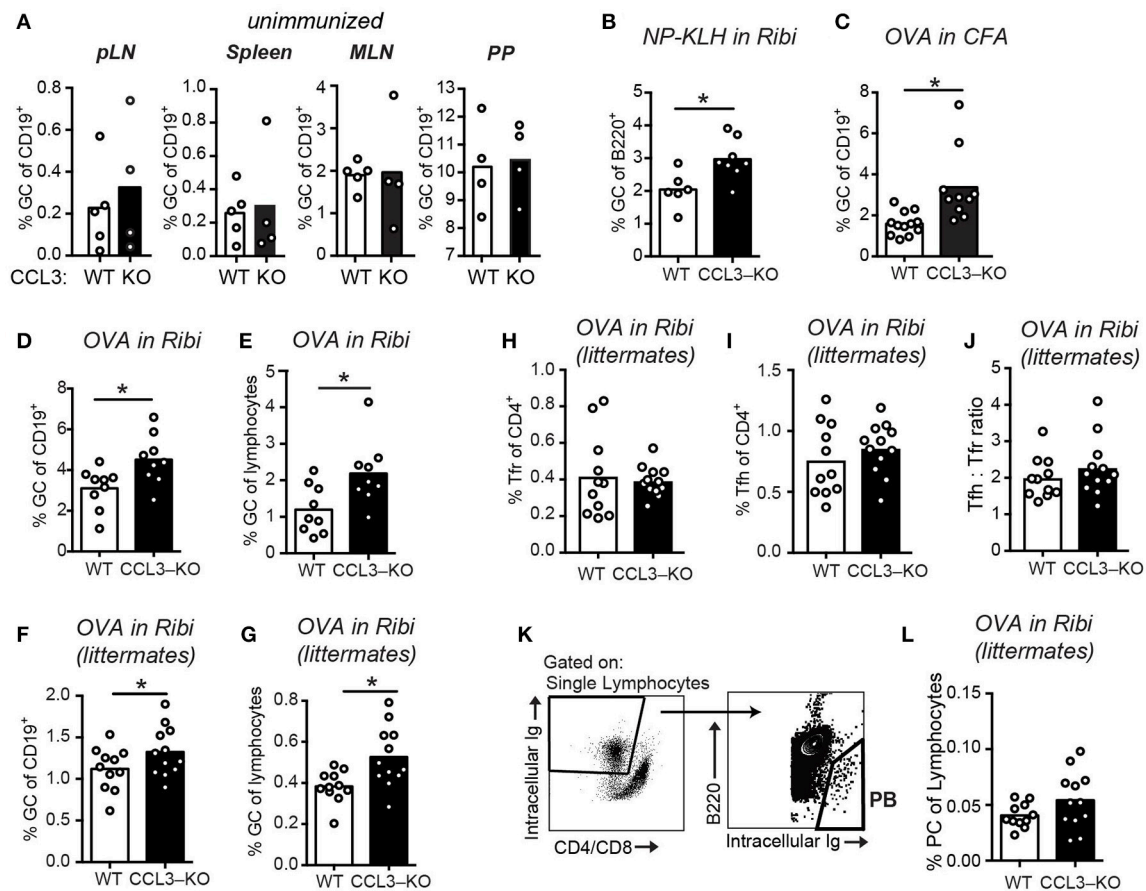 A
unimmunized
pLN
Spleen
MLN
PP
% GC of CD19⁺
0.8
0.6
0.4
0.2
0.0
% GC of CD19⁺
1.0
0.8
0.6
0.4
0.2
0.0
% GC of CD19⁺
4
2
0
% GC of CD19⁺
13
12
11
10
9
8
7
CCL3: WT KO WT KO WT KO WT KO
B
NP-KLH in Ribi
*
% GC of B220⁺
5
4
3
2
1
0
WT CCL3–KO
C
OVA in CFA
*
% GC of CD19⁺
8
6
4
2
0
WT CCL3–KO
D
OVA in Ribi
*
% GC of CD19⁺
8
6
4
2
0
WT CCL3–KO
E
OVA in Ribi
*
% GC of lymphocytes
5
4
3
2
1
0
WT CCL3–KO
H
OVA in Ribi
(littermates)
% Tfr of CD4⁺
1.0
0.8
0.6
0.4
0.2
0.0
WT CCL3–KO
I
OVA in Ribi
(littermates)
% Tfh of CD4⁺
1.5
1.0
0.5
0.0
WT CCL3–KO
J
OVA in Ribi
(littermates)
Tfh : Tfr ratio
5
4
3
2
1
0
WT CCL3–KO
F
OVA in Ribi
(littermates)
*
% GC of CD19⁺
2.0
1.5
1.0
0.5
0.0
WT CCL3–KO
G
OVA in Ribi
(littermates)
*
% GC of lymphocytes
0.8
0.6
0.4
0.2
0.0
WT CCL3–KO
K
Gated on:
Single Lymphocytes
Intracellular Ig
CD4/CD8
B220
Intracellular Ig
PB
L
OVA in Ribi
(littermates)
% PC of Lymphocytes
0.15
0.10
0.05
0.00
WT CCL3–KO